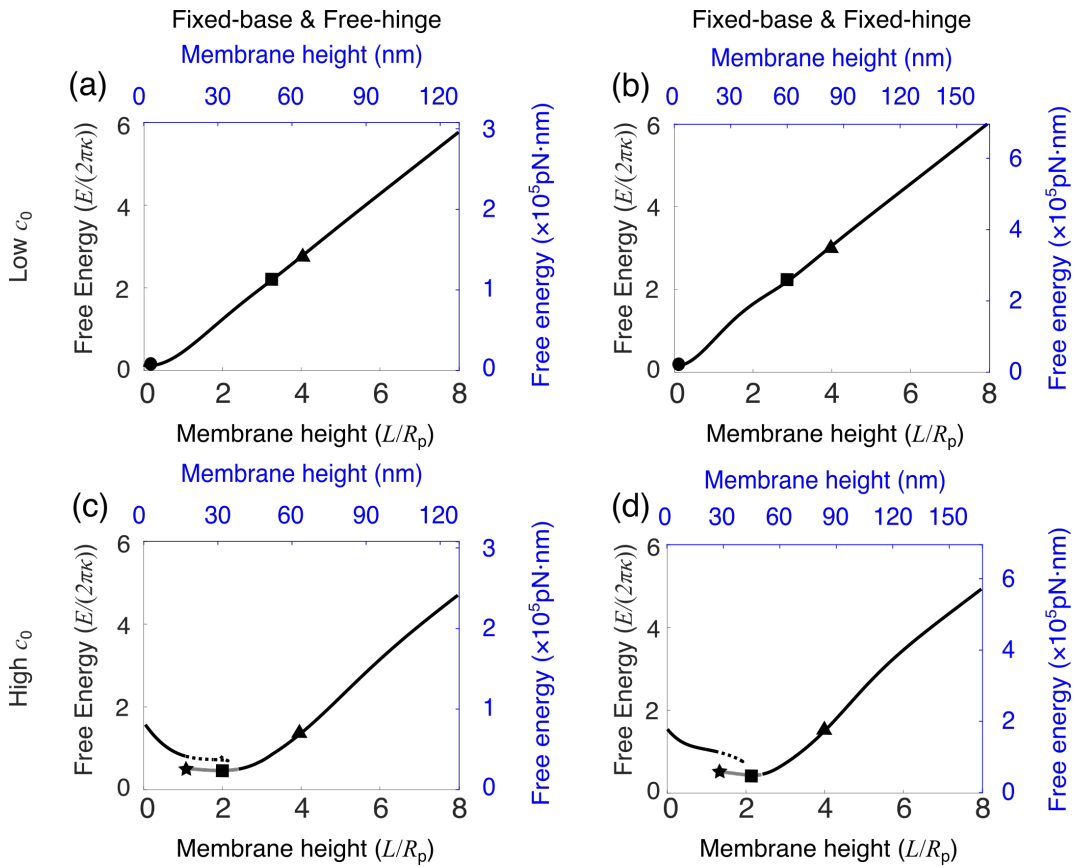 Fixed-base & Free-hinge
Fixed-base & Fixed-hinge
(a)
Membrane height (nm)
0 30 60 90 120
Low c₀
Free Energy (E/(2πκ))
6
4
2
0
3
2
1
0
Free energy (×10⁵pN·nm)
0 2 4 6 8
Membrane height (L/Rₚ)
(b)
Membrane height (nm)
0 30 60 90 120 150
Free Energy (E/(2πκ))
6
4
2
0
6
4
2
0
Free energy (×10⁵pN·nm)
0 2 4 6 8
Membrane height (L/Rₚ)
(c)
Membrane height (nm)
0 30 60 90 120
High c₀
Free Energy (E/(2πκ))
6
4
2
0
3
2
1
0
Free energy (×10⁵pN·nm)
0 2 4 6 8
Membrane height (L/Rₚ)
(d)
Membrane height (nm)
0 30 60 90 120 150
Free Energy (E/(2πκ))
6
4
2
0
6
4
2
0
Free energy (×10⁵pN·nm)
0 2 4 6 8
Membrane height (L/Rₚ)